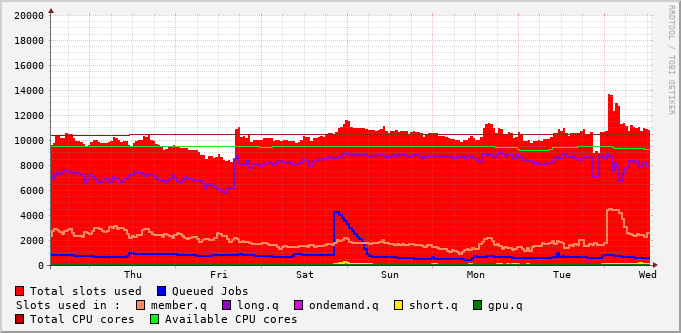 20000
18000
16000
14000
12000
10000
8000
6000
4000
2000
0
Thu Fri Sat Sun Mon Tue Wed
RRDTOOL / TOBI OETIKER
Total slots used Queued Jobs
Slots used in : member.q long.q ondemand.q short.q gpu.q
Total CPU cores Available CPU cores